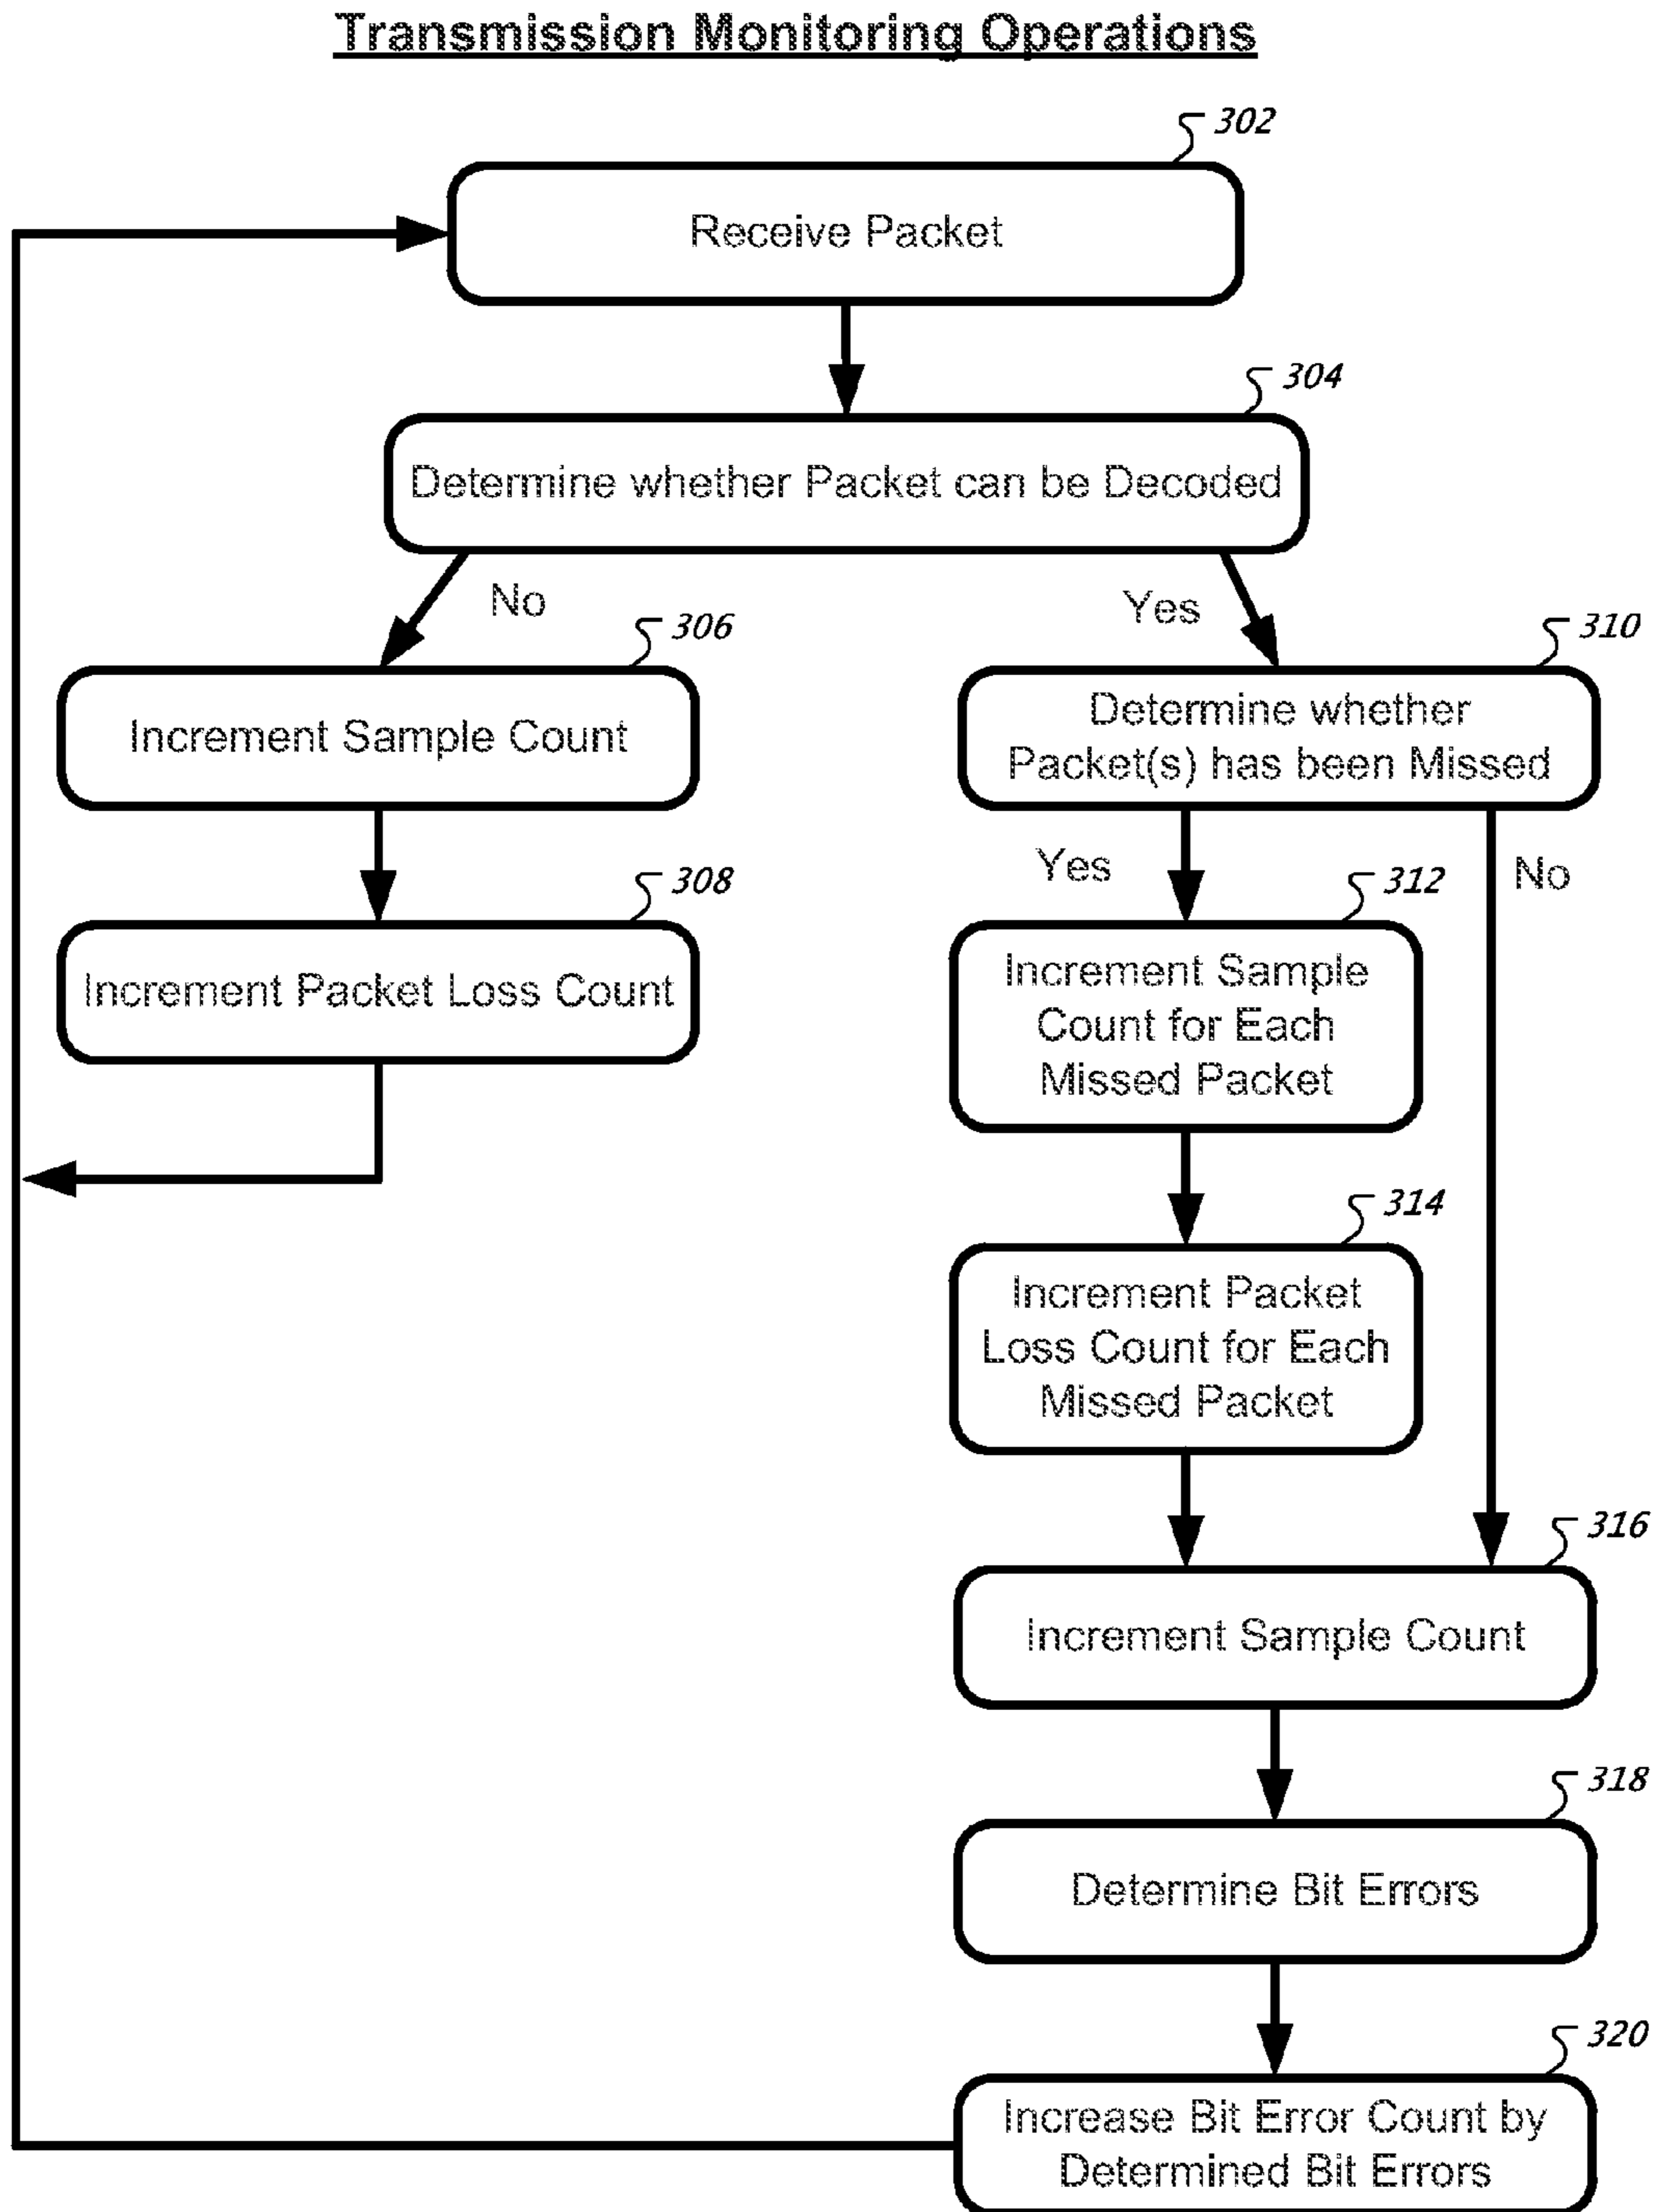 Transmission Monitoring Operations
302
Receive Packet
304
Determine whether Packet can be Decoded
No
Yes
306
Increment Sample Count
310
Determine whether
Packet(s) has been Missed
308
Increment Packet Loss Count
Yes
No
312
Increment Sample
Count for Each
Missed Packet
314
Increment Packet
Loss Count for Each
Missed Packet
316
Increment Sample Count
318
Determine Bit Errors
320
Increase Bit Error Count by
Determined Bit Errors